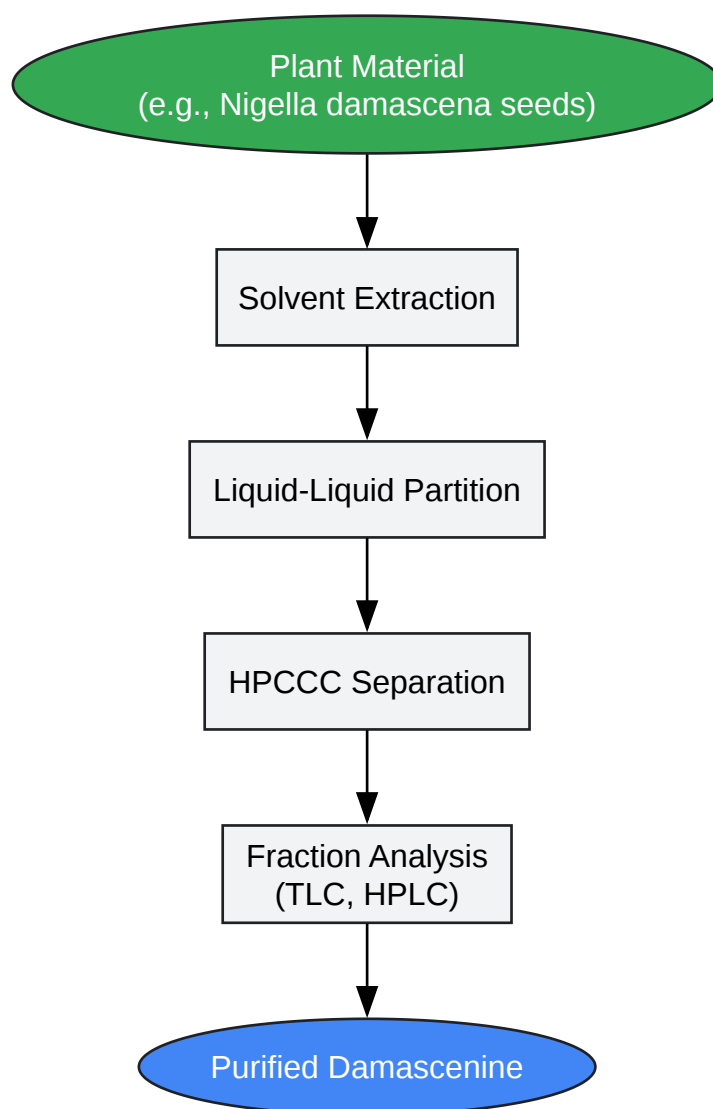 Plant Material
(e.g., Nigella damascena seeds)
Solvent Extraction
Liquid-Liquid Partition
HPCCC Separation
Fraction Analysis
(TLC, HPLC)
Purified Damascenine